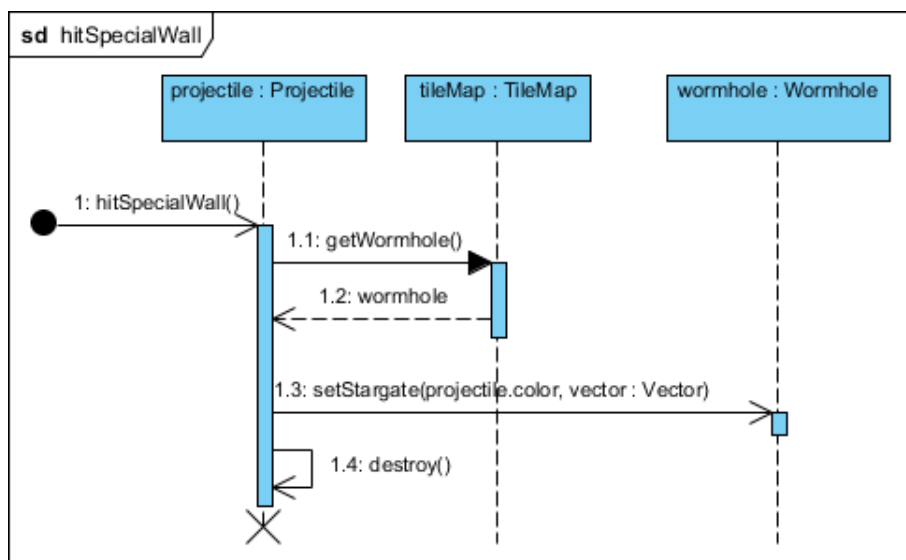 sd hitSpecialWall
projectile : Projectile
tileMap : TileMap
wormhole : Wormhole
1: hitSpecialWall()
1.1: getWormhole()
1.2: wormhole
1.3: setStargate(projectile.color, vector : Vector)
1.4: destroy()